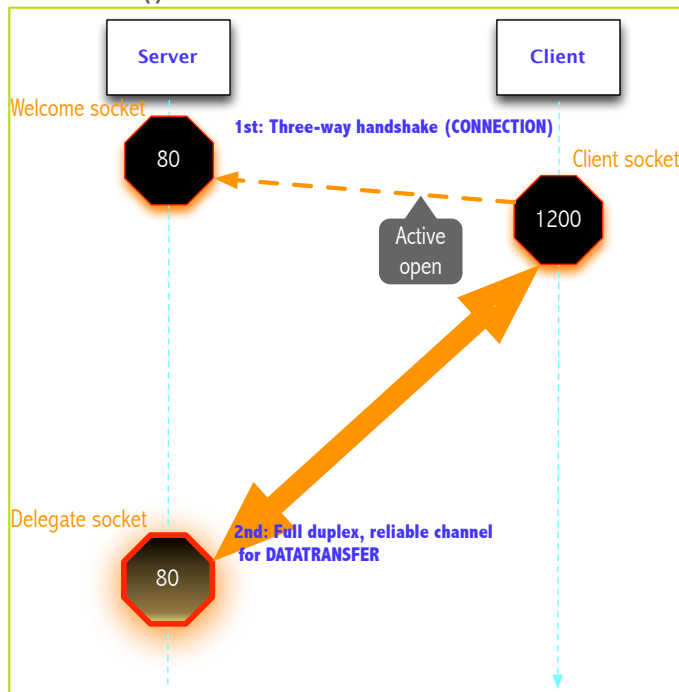 ()
Server
Client
Welcome socket
1st: Three-way handshake (CONNECTION)
80
Client socket
1200
Active
open
Delegate socket
2nd: Full duplex, reliable channel
for DATATRANSFER
80